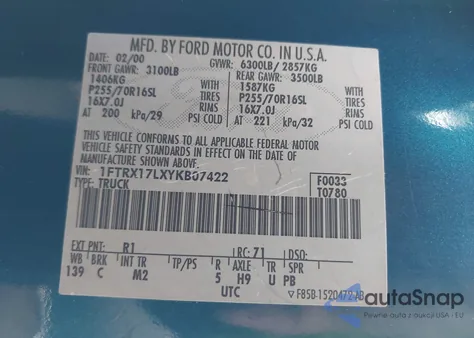 MFD. BY FORD MOTOR CO. IN U.S.A.
DATE: 02/00 GVWR: 6300LB/ 2857KG
FRONT GAWR: 3100LB REAR GAWR: 3500LB
1406KG WITH 1587KG WITH
P255/70R16SL TIRES P255/70R16SL TIRES
16X7.0J RIMS 16X7.0J RIMS
AT 200 kPa/29 PSI COLD AT 221 kPa/32 PSI COLD
THIS VEHICLE CONFORMS TO ALL APPLICABLE FEDERAL MOTOR
VEHICLE SAFETY STANDARDS IN EFFECT ON THE DATE OF
MANUFACTURE SHOWN ABOVE.
VIN: 1FTRX17LXYKB07422
TYPE: TRUCK
F0033
T0780
EXT PNT: R1 RC: 71 DSO:
WB BRK INT TR TP/PS R AXLE TR SPR
139 C M2 5 H9 U PB
UTC
F85B-1520472-AB
autaSnap
Pewne auto z aukcji USA - EU